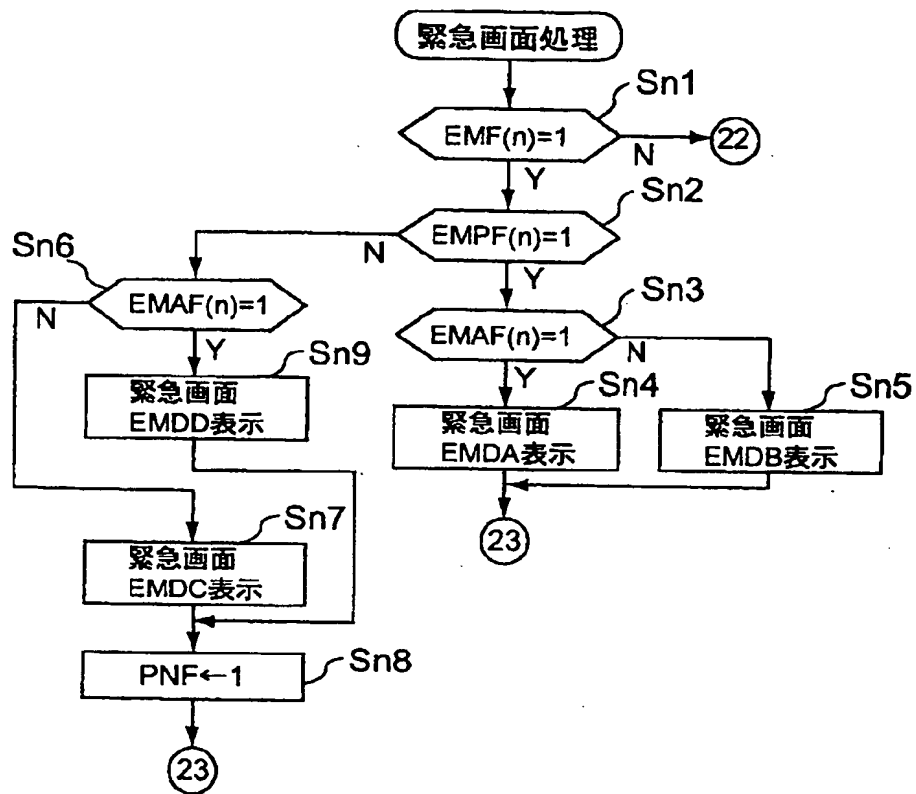 緊急画面処理
Sn1
EMF(n)=1
N
22
Y
Sn2
EMPF(n)=1
N
Y
Sn6
EMAF(n)=1
N
Y
Sn3
EMAF(n)=1
N
Y
Sn9
緊急画面
EMDD表示
Sn4
緊急画面
EMDA表示
Sn5
緊急画面
EMDB表示
23
Sn7
緊急画面
EMDC表示
PNF←1
Sn8
23